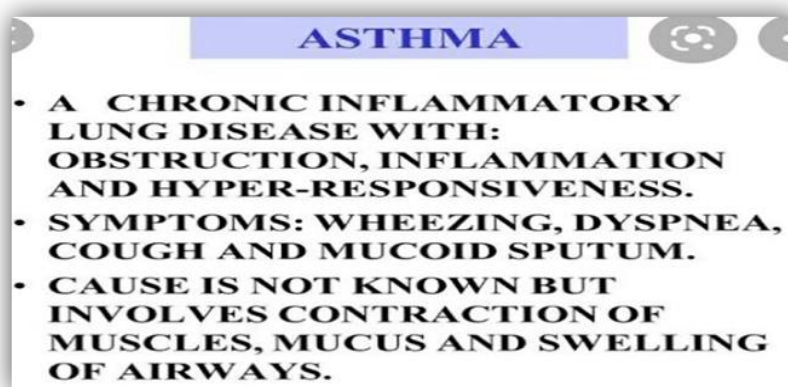 ASTHMA
• A CHRONIC INFLAMMATORY
LUNG DISEASE WITH:
OBSTRUCTION, INFLAMMATION
AND HYPER-RESPONSIVENESS.
• SYMPTOMS: WHEEZING, DYSPNEA,
COUGH AND MUCOID SPUTUM.
• CAUSE IS NOT KNOWN BUT
INVOLVES CONTRACTION OF
MUSCLES, MUCUS AND SWELLING
OF AIRWAYS.